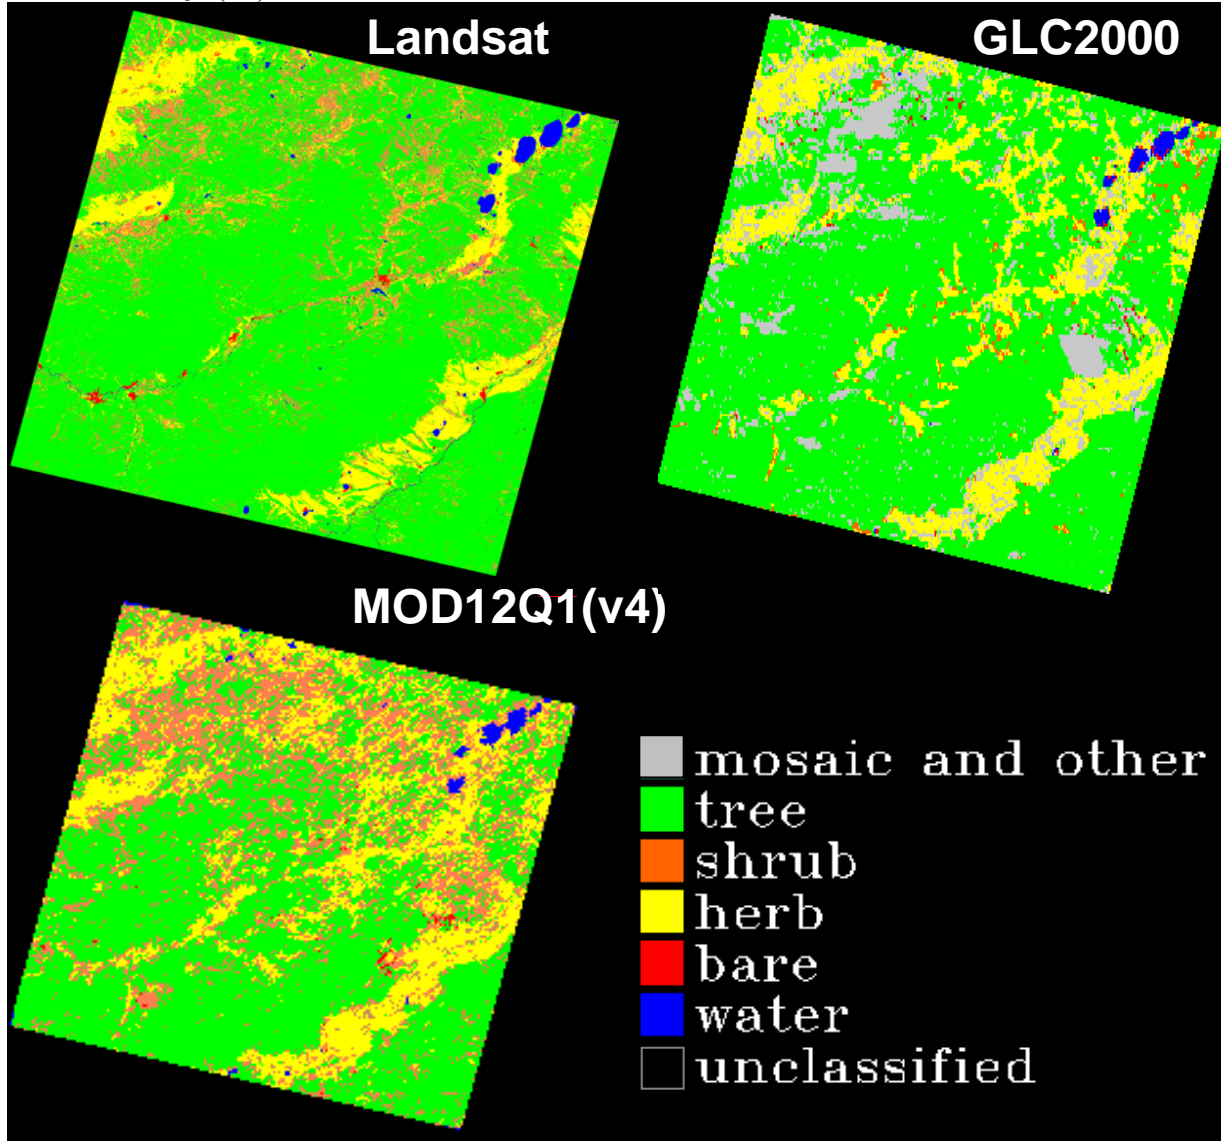 Landsat
GLC2000
MOD12Q1(v4)
mosaic and other
tree
shrub
herb
bare
water
unclassified